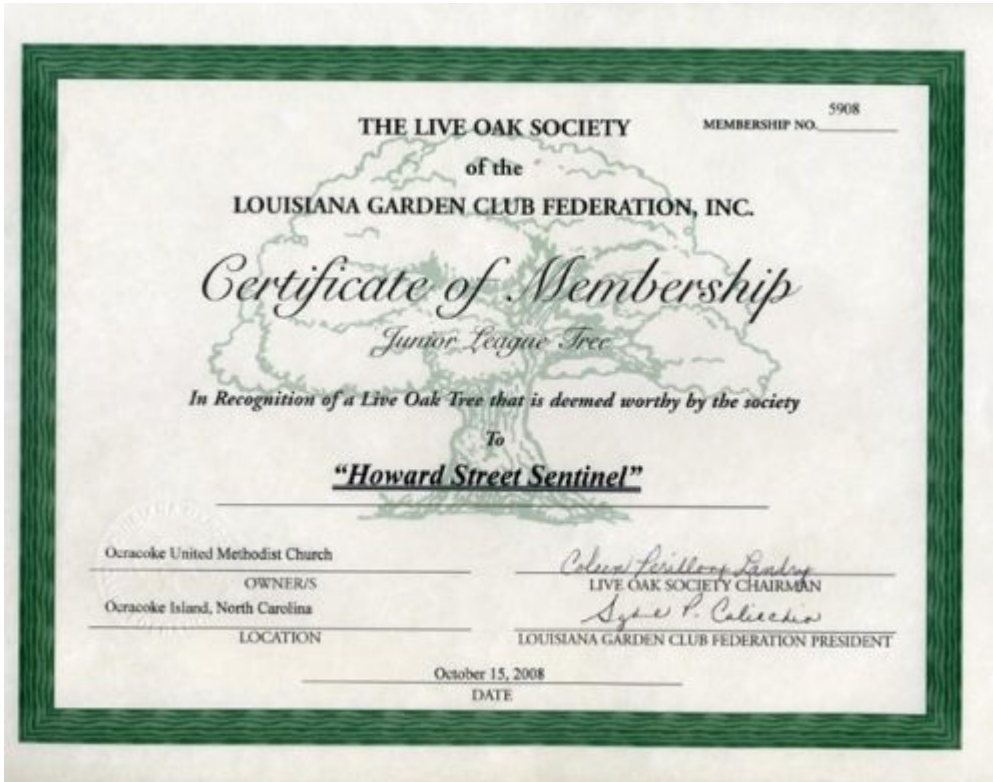 5908
MEMBERSHIP NO.
THE LIVE OAK SOCIETY
of the
LOUISIANA GARDEN CLUB FEDERATION, INC.
Certificate of Membership
Junior League Tree
In Recognition of a Live Oak Tree that is deemed worthy by the society
To
“Howard Street Sentinel”
Ocracoke United Methodist Church
OWNER/S
Ocracoke Island, North Carolina
LOCATION
Coleen Perilloux Landry
LIVE OAK SOCIETY CHAIRMAN
P.
LOUISIANA GARDEN CLUB FEDERATION PRESIDENT
October 15, 2008
DATE